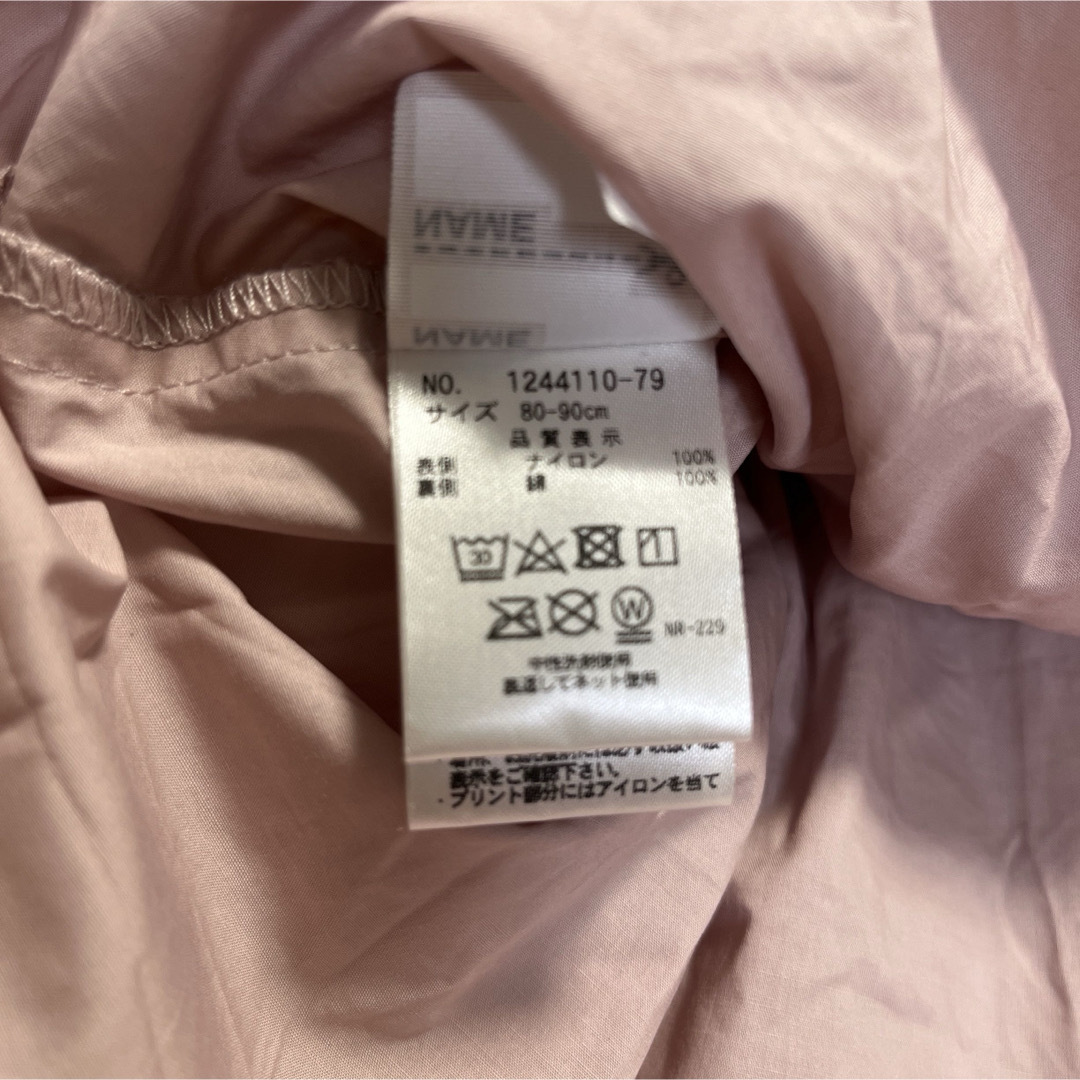 NAME
NAME
NO. 1244110-79
サイズ 80-90cm
品質表示
表側 ナイロン 100%
裏側 綿 100%
30
W
NR-229
中性洗剤使用
裏返してネット使用
表示をご確認下さい。
・プリント部分にはアイロンを当て